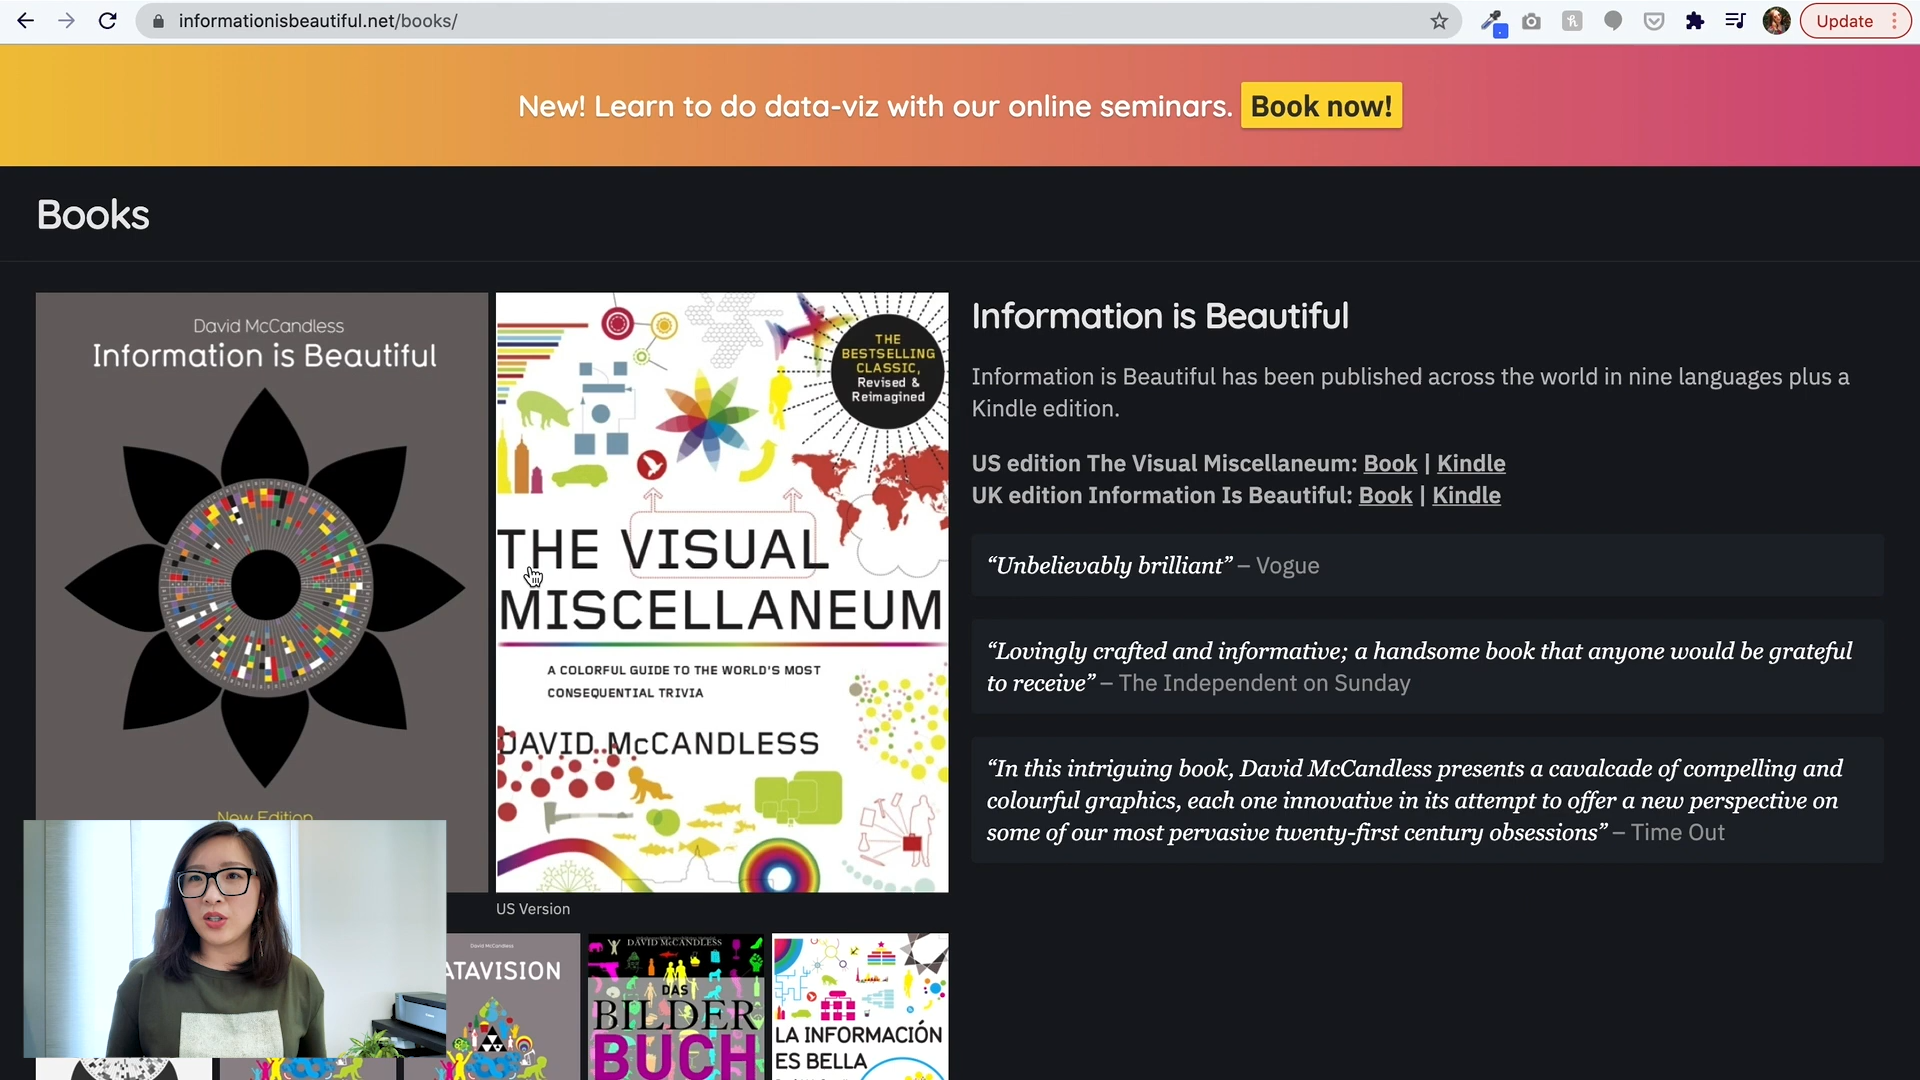 informationisbeautiful.net/books/
Update
New! Learn to do data-viz with our online seminars. Book now!
Books
David McCandless
Information is Beautiful
New Edition
THE
BESTSELLING
CLASSIC,
Revised &
Reimagined
THE VISUAL
MISCELLANEUM
A COLORFUL GUIDE TO THE WORLD'S MOST
CONSEQUENTIAL TRIVIA
DAVID McCANDLESS
US Version
Information is Beautiful
Information is Beautiful has been published across the world in nine languages plus a
Kindle edition.
US edition The Visual Miscellaneum: Book | Kindle
UK edition Information Is Beautiful: Book | Kindle
“Unbelievably brilliant” – Vogue
“Lovingly crafted and informative; a handsome book that anyone would be grateful
to receive” – The Independent on Sunday
“In this intriguing book, David McCandless presents a cavalcade of compelling and
colourful graphics, each one innovative in its attempt to offer a new perspective on
some of our most pervasive twenty-first century obsessions” – Time Out
David McCandless
ATAVISION
DAVID McCANDLESS
DAS
BILDER
BUCH
LA INFORMACIÓN
ES BELLA